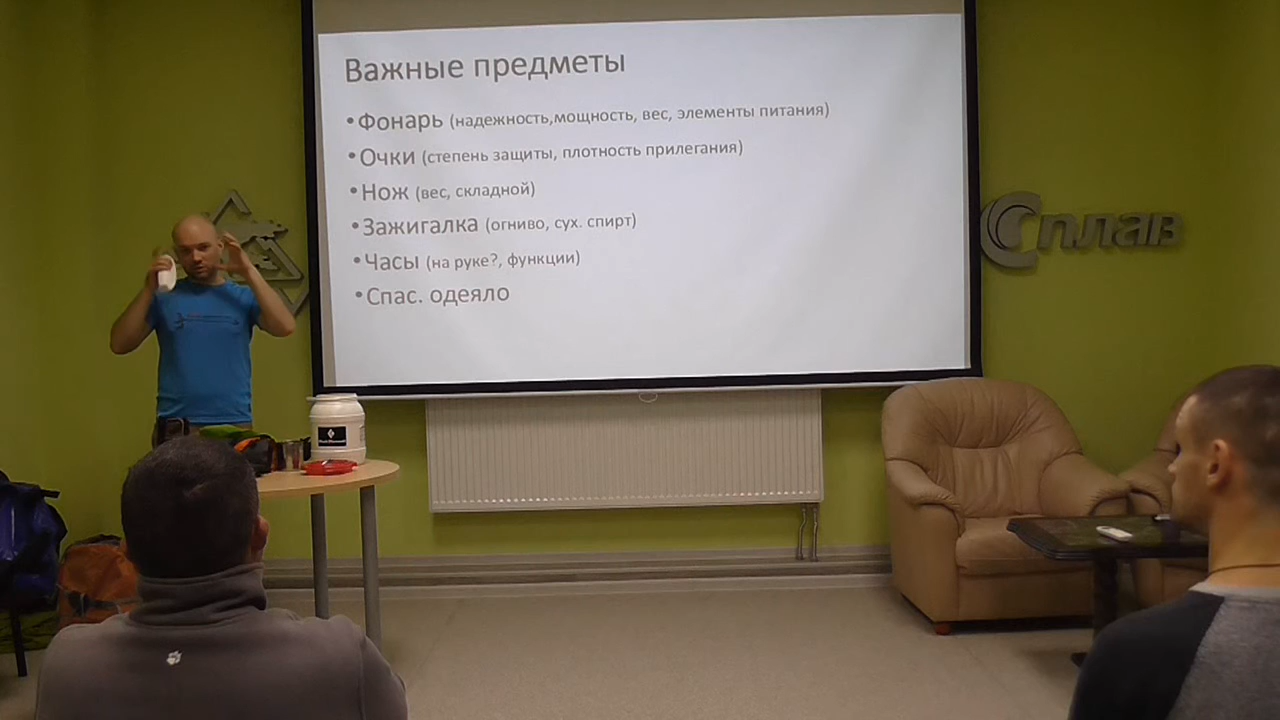 Важные предметы
•Фонарь (надежность,мощность, вес, элементы питания)
•Очки (степень защиты, плотность прилегания)
•Нож (вес, складной)
•Зажигалка (огниво, сух. спирт)
•Часы (на руке?, функции)
•Спас. одеяло
Сплав